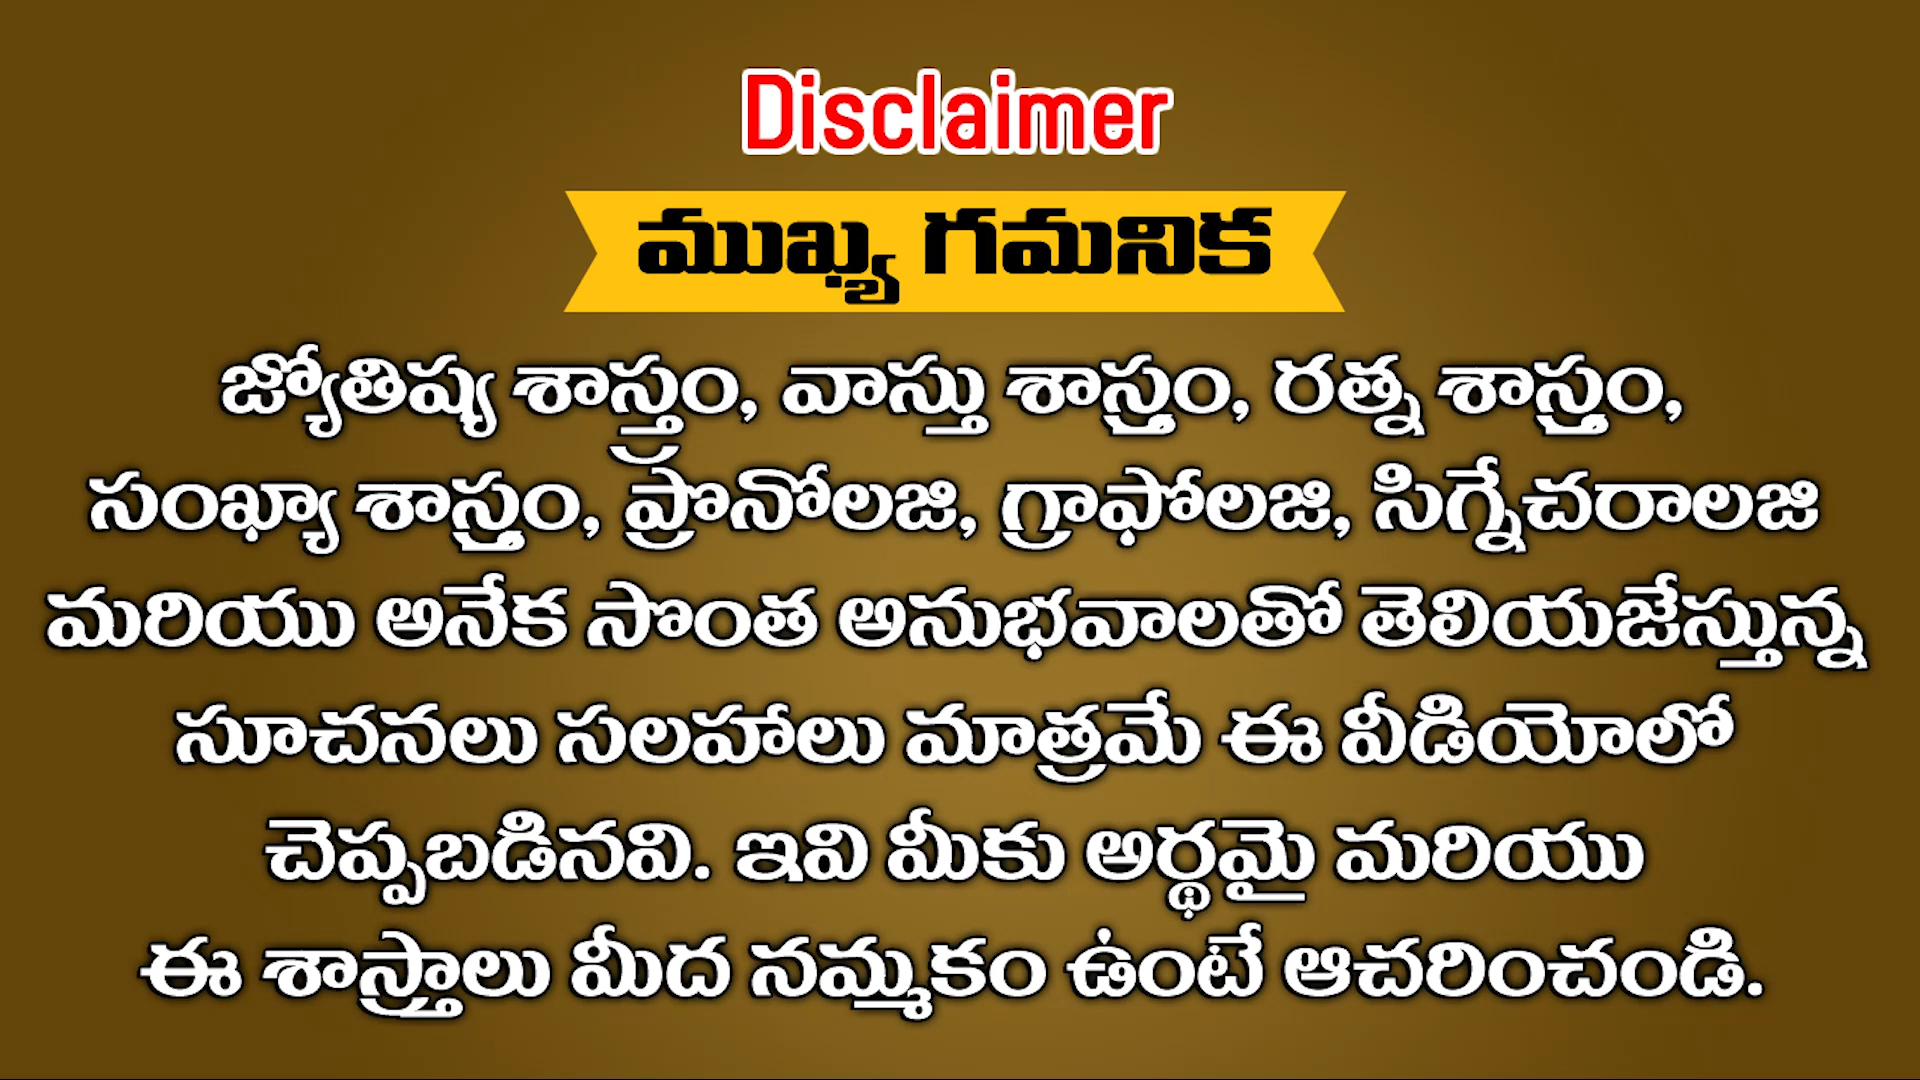 Disclaimer
ముఖ్య గమనిక
జ్యోతిష్య శాస్త్రం, వాస్తు శాస్త్రం, రత్న శాస్త్రం,
సంఖ్యా శాస్త్రం, ప్రొనోలజి, గ్రాఫోలజి, సిగ్నేచరాలజి
మరియు అనేక సొంత అనుభవాలతో తెలియజేస్తున్న
సూచనలు సలహాలు మాత్రమే ఈ వీడియోలో
చెప్పబడినవి. ఇవి మీకు అర్థమై మరియు
ఈ శాస్త్రాలు మీద నమ్మకం ఉంటే ఆచరించండి.